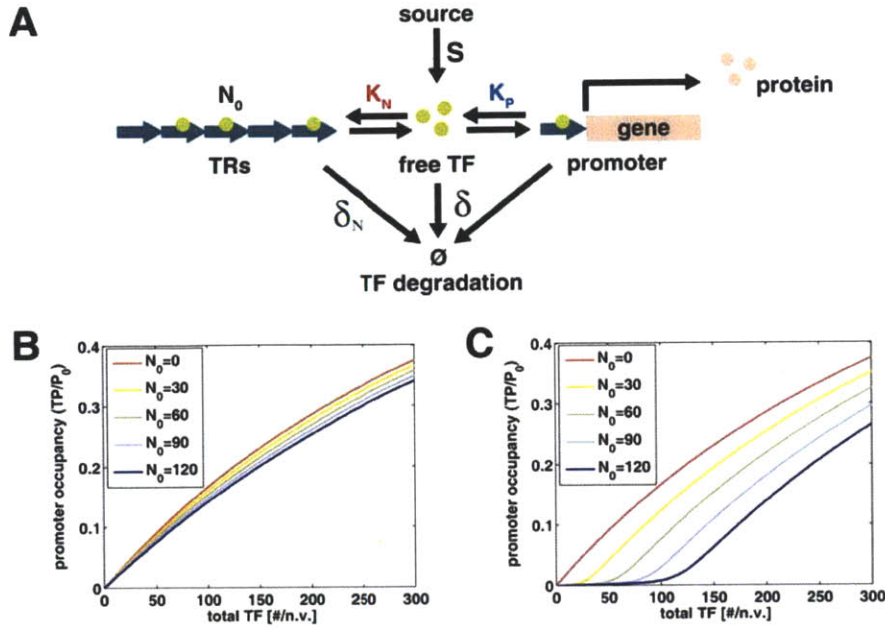 A
source
S
protein
N₀
K_N
K_P
gene
TRs
free TF
promoter
δ_N
δ
Ø
TF degradation
B
promoter occupancy (TP/P₀)
0.4
0.3
0.2
0.1
0
N₀=0
N₀=30
N₀=60
N₀=90
N₀=120
0 50 100 150 200 250 300
total TF [#/n.v.]
C
promoter occupancy (TP/P₀)
0.4
0.3
0.2
0.1
0
N₀=0
N₀=30
N₀=60
N₀=90
N₀=120
0 50 100 150 200 250 300
total TF [#/n.v.]